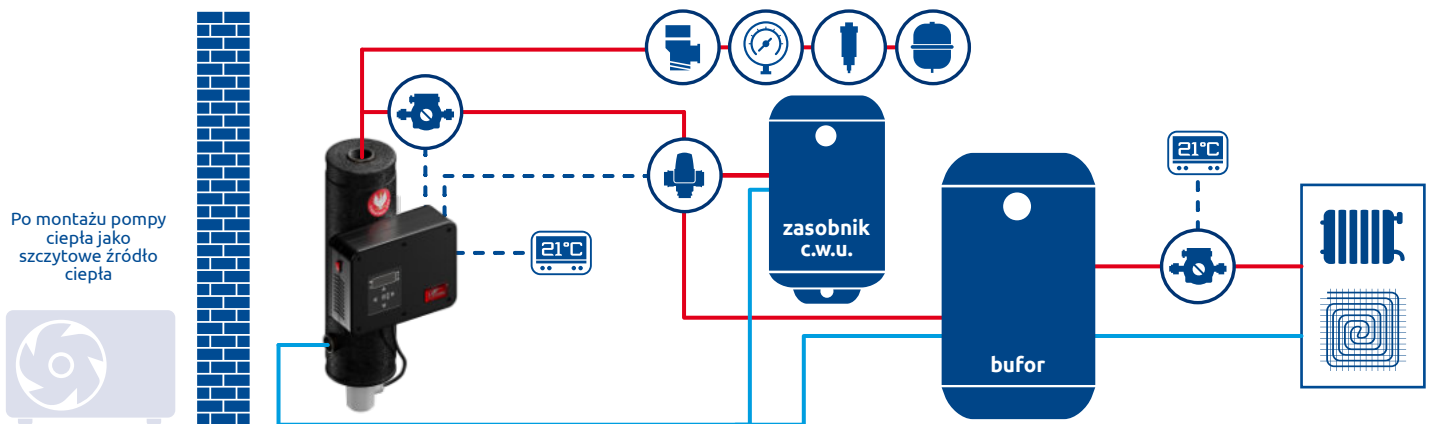 Po montażu pompy
ciepła jako
szczytowe źródło
ciepła
21°C
zasobnik
c.w.u.
21°C
bufor